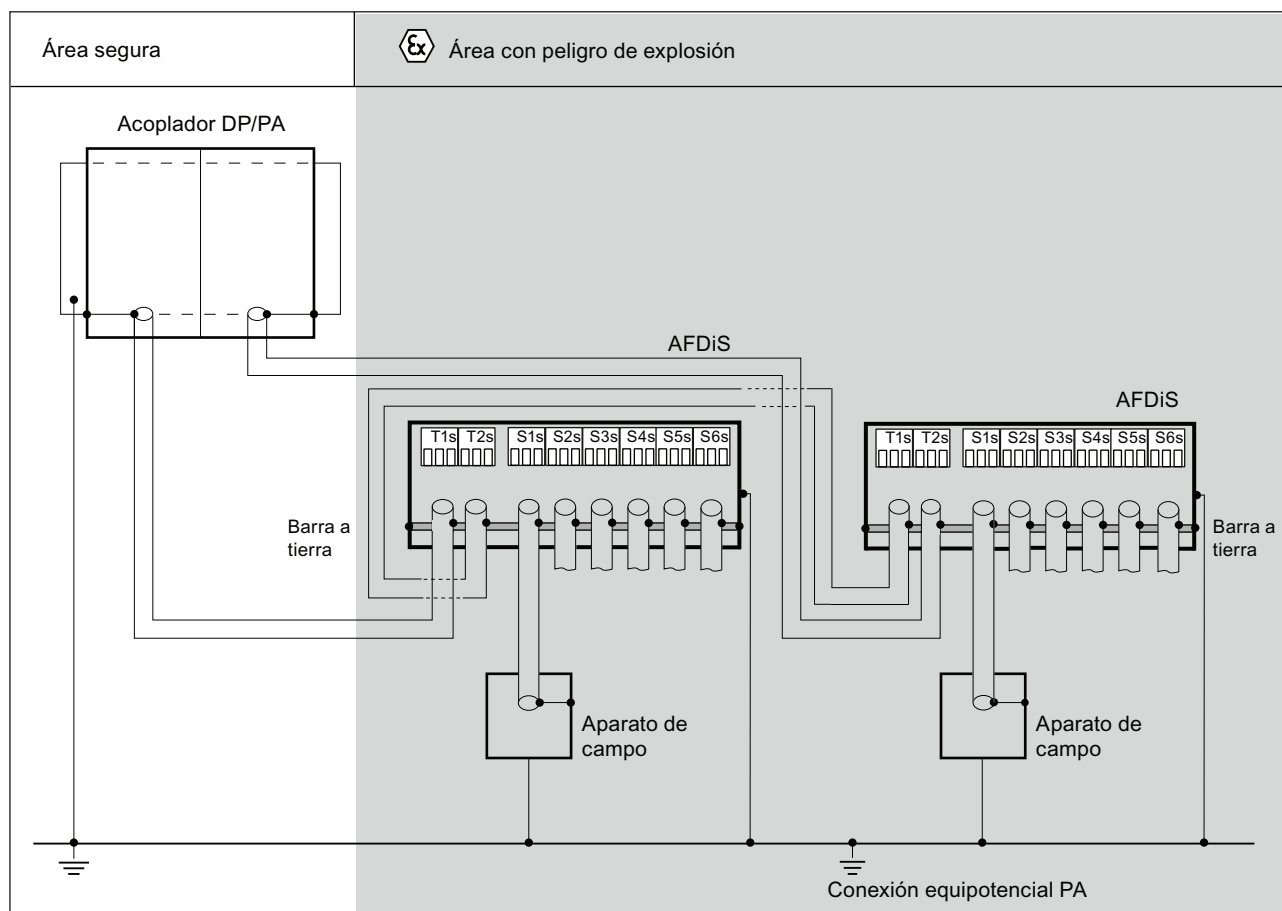 Área segura
Ex Área con peligro de explosión
Acoplador DP/PA
AFDiS
AFDiS
T1s T2s S1s S2s S3s S4s S5s S6s
T1s T2s S1s S2s S3s S4s S5s S6s
Barra a
tierra
Barra a
tierra
Aparato de
campo
Aparato de
campo
Conexión equipotencial PA